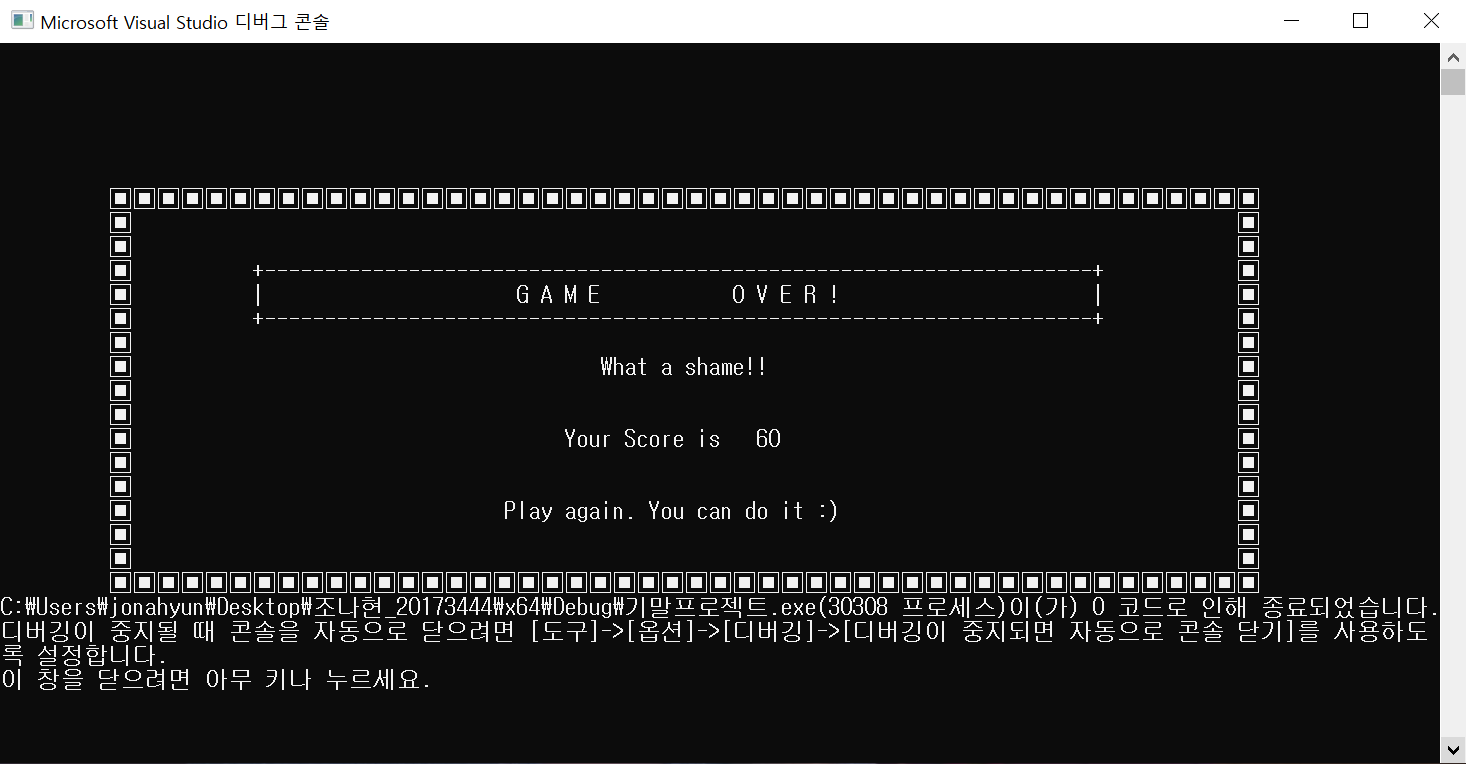 Microsoft Visual Studio 디버그 콘솔
+---------------------------------------------------------------------+
| G A M E O V E R ! |
+---------------------------------------------------------------------+
What a shame!!
Your Score is 60
Play again. You can do it :)
C:₩Users₩jonahyun₩Desktop₩조나현_20173444₩x64₩Debug₩기말프로젝트.exe(30308 프로세스)이(가) 0 코드로 인해 종료되었습니다.
디버깅이 중지될 때 콘솔을 자동으로 닫으려면 [도구]->[옵션]->[디버깅]->[디버깅이 중지되면 자동으로 콘솔 닫기]를 사용하도
록 설정합니다.
이 창을 닫으려면 아무 키나 누르세요.